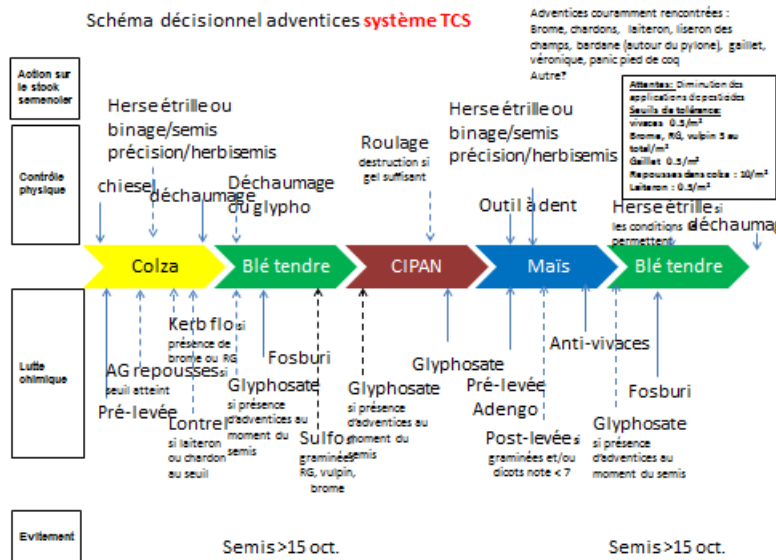 Schéma décisionnel adventices système TCS
Adventices couramment rencontrées :
Brome, chardons, laiteron, liseron des
champs, bardane (autour du pylone), gaillet,
véronique, panic pied de coq
Autre?
Action sur
le stock
semencier
Attentes: Diminution des
applications de pesticides
Seuils de tolérance:
vivaces 0.5/m²
Brome, RG, vulpin 5 au
total/m²
Gaillet 0.5/m²
Repousses dans colza : 10/m²
Laiteron : 0.5/m²
Contrôle
physique
Herse étrille ou
binage/semis
précision/herbisemis
chiesel
déchaumage
Déchaumage
ou glypho
Roulage
destruction si
gel suffisant
Herse étrille ou
binage/semis
précision/herbisemis
Outil à dent
Herse étrille si
les conditions le
permettent
déchaumag
Colza
Blé tendre
CIPAN
Maïs
Blé tendre
Lutte
chimique
Pré-levée
AG repousses si
seuil atteint
Kerb flo si
présence de
brome ou RG
Lontrel
si laiteron
ou chardon
au seuil
Glyphosate
si présence
d'adventices au
moment du
semis
Fosburi
Sulfo si
graminées
RG, vulpin,
brome
Glyphosate
si présence
d'adventices au
moment du
semis
Glyphosate
Pré-levée
Adengo
Post-levée si
graminées et/ou
dicots note < 7
Anti-vivaces
Glyphosate
si présence
d'adventices au
moment du semis
Fosburi
Evitement
Semis >15 oct.
Semis >15 oct.